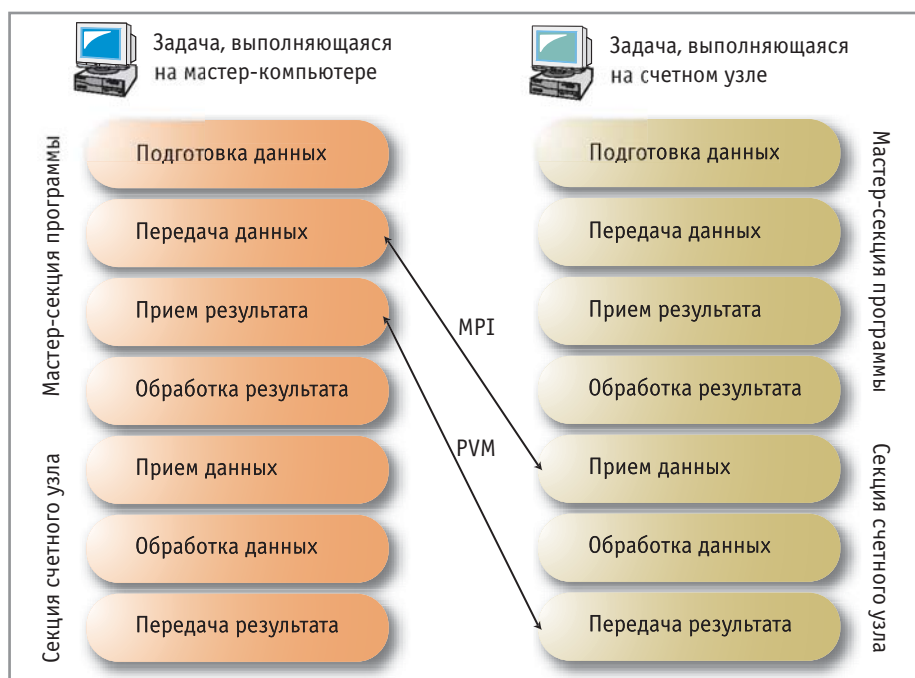 Задача, выполняющаяся
на мастер-компьютере
Задача, выполняющаяся
на счетном узле
Мастер-секция программы
Подготовка данных
Передача данных
Прием результата
Обработка результата
Секция счетного узла
Прием данных
Обработка данных
Передача результата
MPI
PVM
Подготовка данных
Передача данных
Прием результата
Обработка результата
Мастер-секция программы
Прием данных
Обработка данных
Передача результата
Секция счетного узла